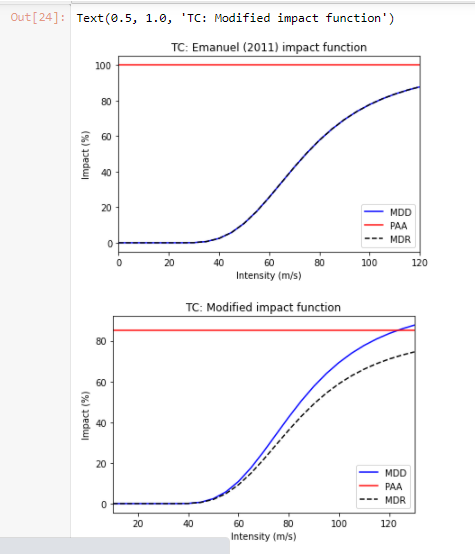 Out[24]: Text(0.5, 1.0, 'TC: Modified impact function')
TC: Emanuel (2011) impact function
100
80
60
40
20
0
Impact (%)
MDD
PAA
MDR
0 20 40 60 80 100 120
Intensity (m/s)
TC: Modified impact function
80
60
40
20
0
Impact (%)
MDD
PAA
MDR
20 40 60 80 100 120
Intensity (m/s)